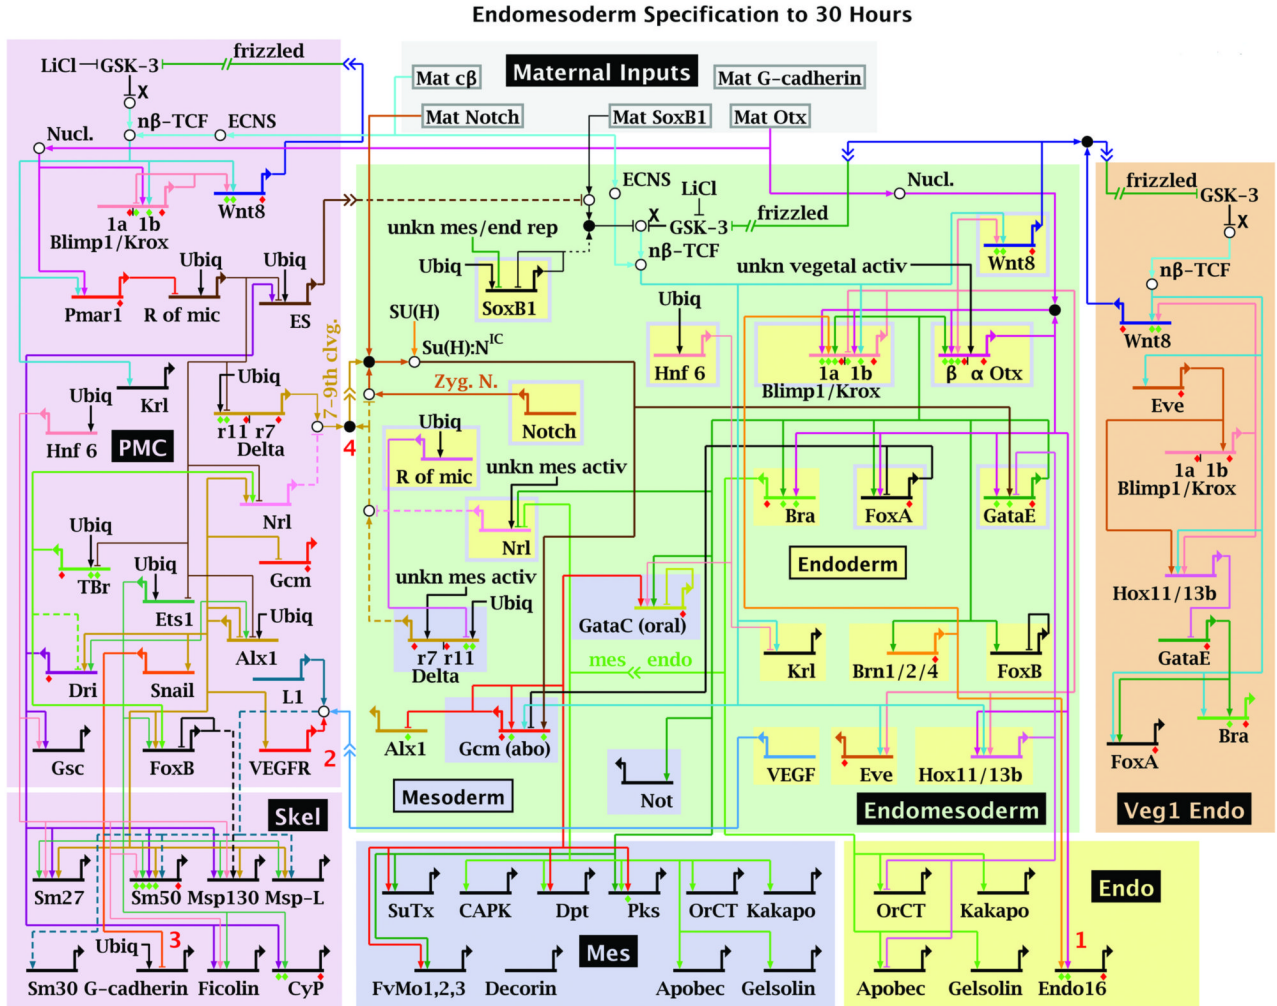 Endomesoderm Specification to 30 Hours
LiCl GSK-3 frizzled
X
nβ-TCF ECNS
Nucl.
1a 1b
Blimp1/Krox
Wnt8
Ubiq Ubiq
Pmar1 R of mic ES
Krl
Ubiq
Hnf 6
PMC
Ubiq
r11 r7
Delta
7-9th clvg.
4
Nrl
Ubiq
TBr
Gcm
Ubiq
Ets1
Ubiq
Alx1
Dri Snail
L1
Gsc FoxB VEGFR
2
Maternal Inputs
Mat cβ Mat G-cadherin
Mat Notch Mat SoxB1 Mat Otx
ECNS LiCl
X GSK-3 frizzled
nβ-TCF
Nucl.
unkn mes/end rep
Ubiq
SoxB1
Wnt8
unkn vegetal activ
SU(H)
Su(H):N^IC
Zyg. N.
Notch
Ubiq
Hnf 6
1a 1b
Blimp1/Krox
β α Otx
Ubiq
R of mic
unkn mes activ
Nrl
Bra FoxA GataE
Endoderm
unkn mes activ
Ubiq
r7 r11
Delta
GataC (oral)
mes endo
Krl Brn1/2/4 FoxB
Alx1 Gcm (abo)
Mesoderm
Not
VEGF Eve Hox11/13b
Endomesoderm
frizzled
GSK-3
X
nβ-TCF
Wnt8
Eve
1a 1b
Blimp1/Krox
Hox11/13b
GataE
Bra
FoxA
Veg1 Endo
Skel
Sm27 Sm50 Msp130 Msp-L
Ubiq 3
Sm30 G-cadherin Ficolin CyP
SuTx CAPK Dpt Pks OrCT Kakapo
Mes
FvMo1,2,3 Decorin Apobec Gelsolin
Endo
OrCT Kakapo
1
Apobec Gelsolin Endo16